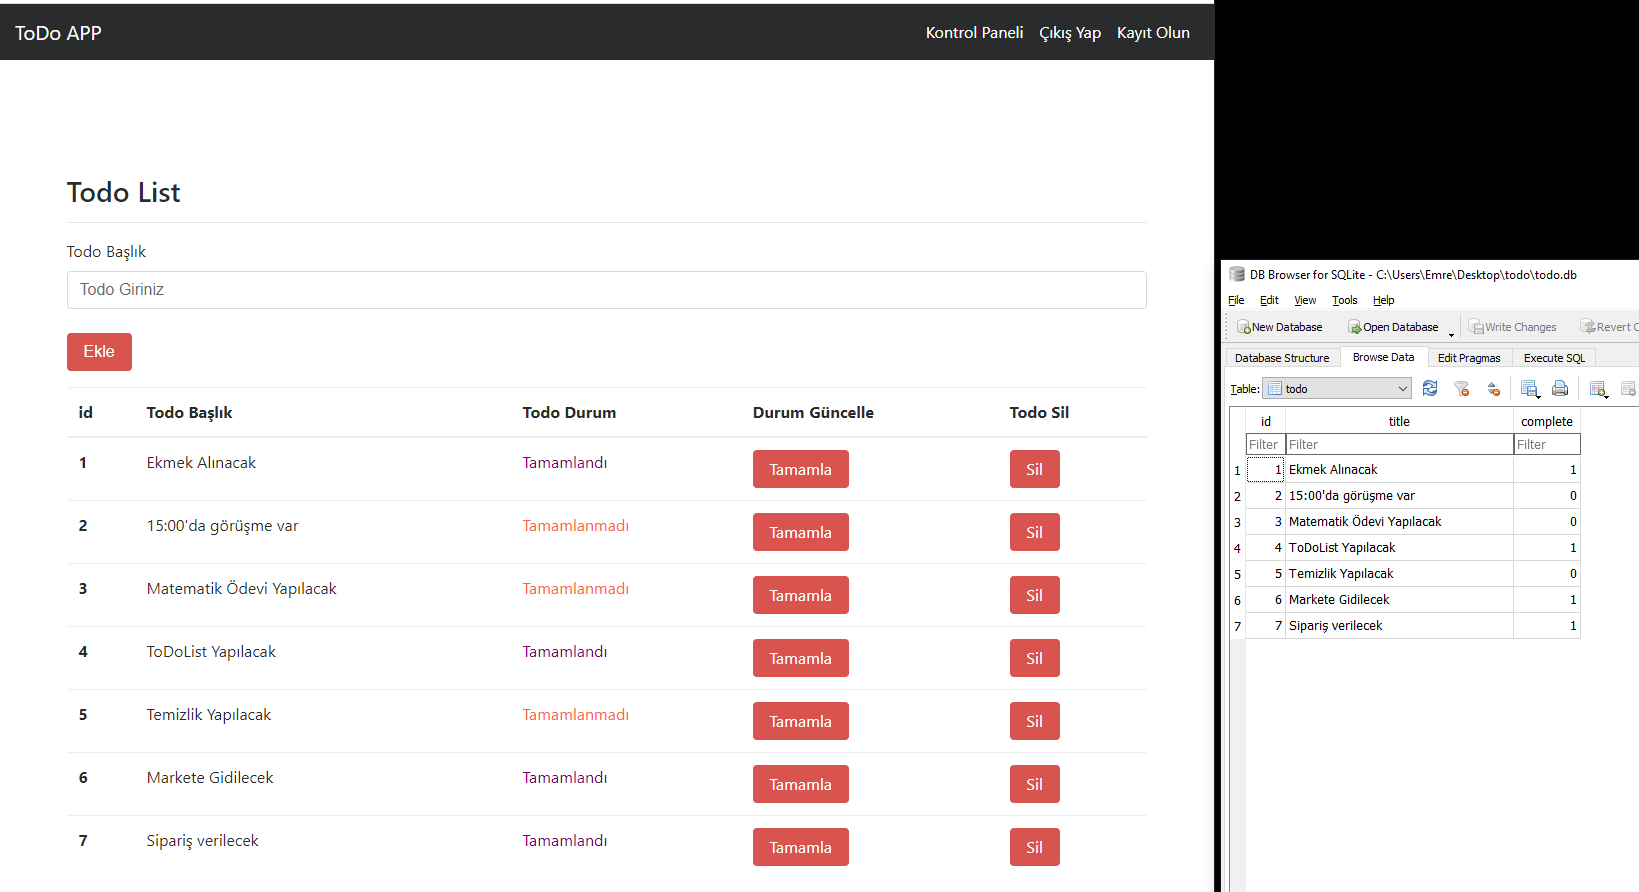 ToDo APP
Kontrol Paneli Çıkış Yap Kayıt Olun
Todo List
Todo Başlık
Todo Giriniz
Ekle
id Todo Başlık Todo Durum Durum Güncelle Todo Sil
1 Ekmek Alınacak Tamamlandı Tamamla Sil
2 15:00'da görüşme var Tamamlanmadı Tamamla Sil
3 Matematik Ödevi Yapılacak Tamamlanmadı Tamamla Sil
4 ToDoList Yapılacak Tamamlandı Tamamla Sil
5 Temizlik Yapılacak Tamamlanmadı Tamamla Sil
6 Markete Gidilecek Tamamlandı Tamamla Sil
7 Sipariş verilecek Tamamlandı Tamamla Sil
DB Browser for SQLite - C:\Users\Emre\Desktop\todo\todo.db
File Edit View Tools Help
New Database Open Database Write Changes Revert C
Database Structure Browse Data Edit Pragmas Execute SQL
Table: todo
id title complete
Filter Filter Filter
1 1 Ekmek Alınacak 1
2 2 15:00'da görüşme var 0
3 3 Matematik Ödevi Yapılacak 0
4 4 ToDoList Yapılacak 1
5 5 Temizlik Yapılacak 0
6 6 Markete Gidilecek 1
7 7 Sipariş verilecek 1